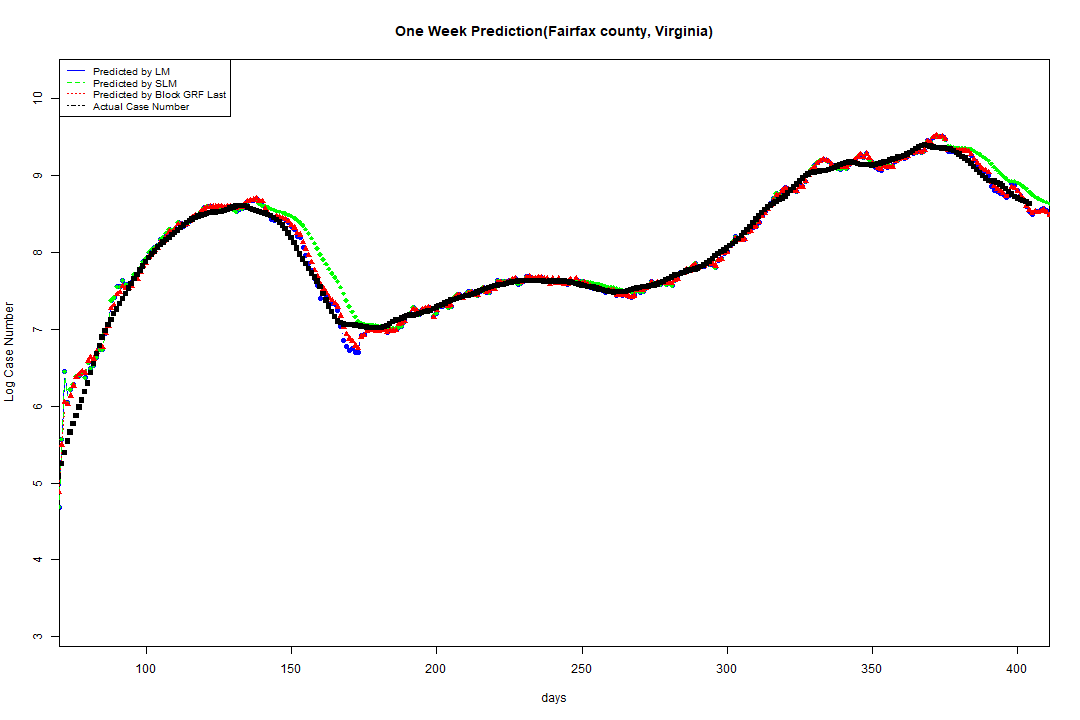 One Week Prediction(Fairfax county, Virginia)
Predicted by LM
Predicted by SLM
Predicted by Block GRF Last
Actual Case Number
10
9
8
7
6
5
4
3
Log Case Number
100 150 200 250 300 350 400
days